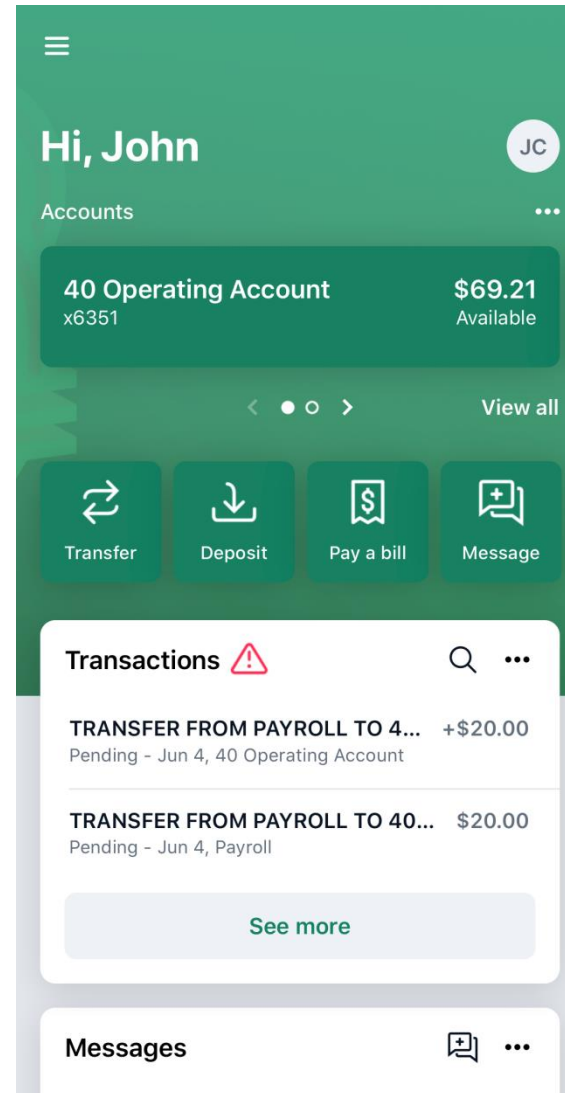 Hi, John
JC
Accounts
40 Operating Account $69.21
x6351 Available
View all
Transfer Deposit Pay a bill Message
Transactions
TRANSFER FROM PAYROLL TO 4... +$20.00
Pending - Jun 4, 40 Operating Account
TRANSFER FROM PAYROLL TO 40... $20.00
Pending - Jun 4, Payroll
See more
Messages